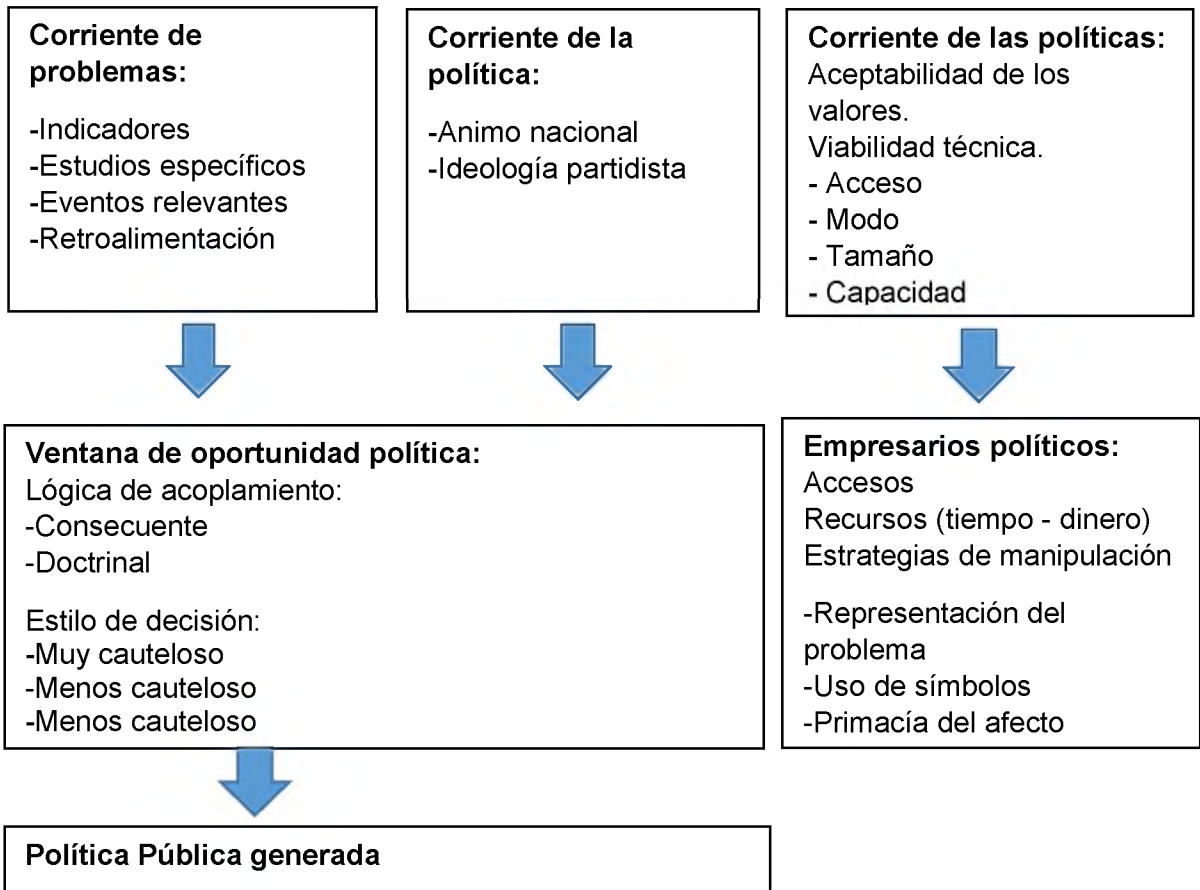 Corriente de
problemas:
-Indicadores
-Estudios específicos
-Eventos relevantes
-Retroalimentación
Corriente de la
política:
-Animo nacional
-Ideología partidista
Corriente de las políticas:
Aceptabilidad de los
valores.
Viabilidad técnica.
- Acceso
- Modo
- Tamaño
- Capacidad
Ventana de oportunidad política:
Lógica de acoplamiento:
-Consecuente
-Doctrinal
Estilo de decisión:
-Muy cauteloso
-Menos cauteloso
-Menos cauteloso
Empresarios políticos:
Accesos
Recursos (tiempo - dinero)
Estrategias de manipulación
-Representación del
problema
-Uso de símbolos
-Primacía del afecto
Política Pública generada